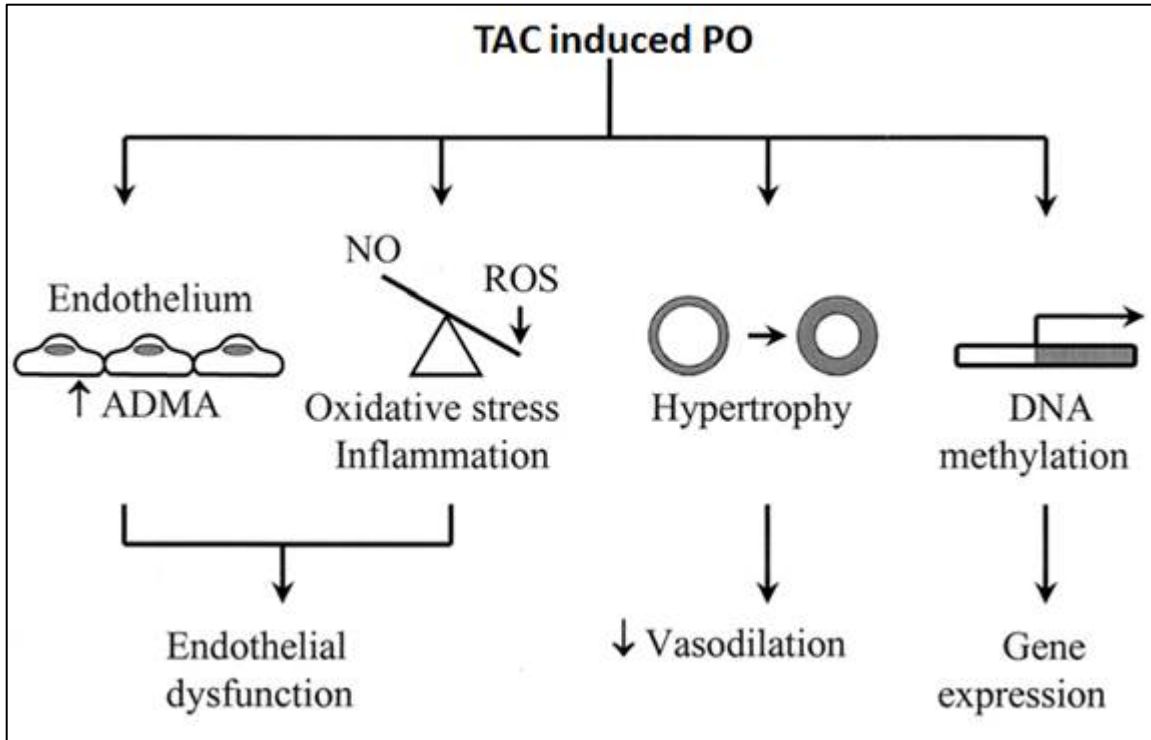 TAC induced PO
NO
ROS
Endothelium
↑ ADMA
Oxidative stress
Inflammation
Hypertrophy
DNA
methylation
Endothelial
dysfunction
↓ Vasodilation
Gene
expression